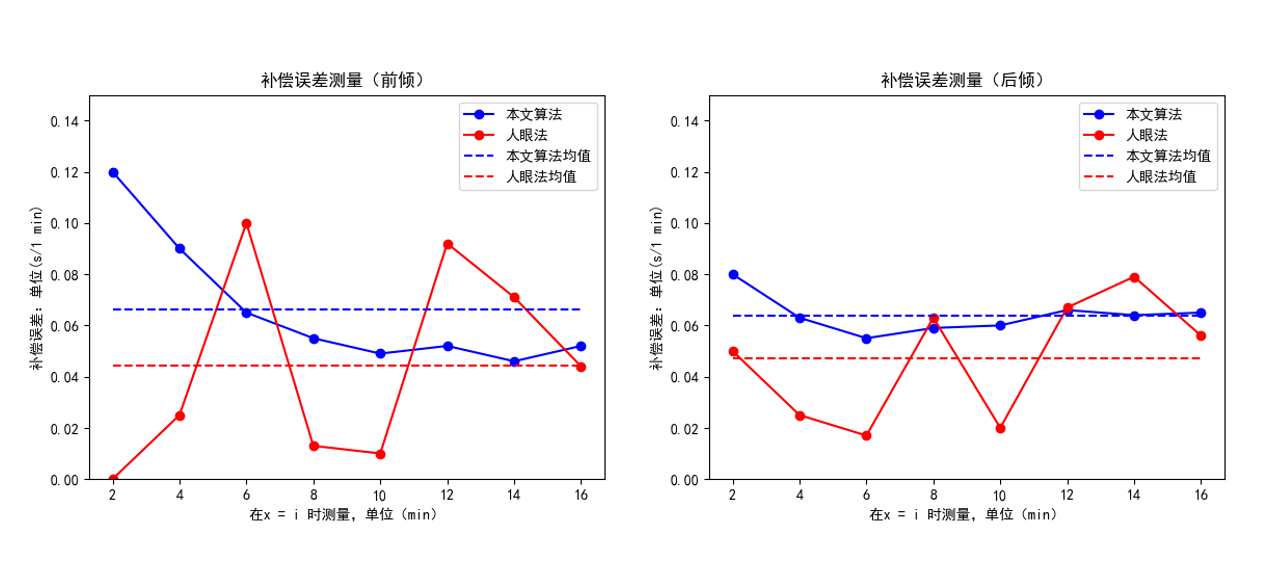 补偿误差测量（前倾）
0.14
0.12
0.10
0.08
0.06
0.04
0.02
0.00
补偿误差：单位(s/1 min)
本文算法
人眼法
本文算法均值
人眼法均值
2 4 6 8 10 12 14 16
在x = i 时测量，单位（min）
补偿误差测量（后倾）
0.14
0.12
0.10
0.08
0.06
0.04
0.02
0.00
补偿误差：单位(s/1 min)
本文算法
人眼法
本文算法均值
人眼法均值
2 4 6 8 10 12 14 16
在x = i 时测量，单位（min）